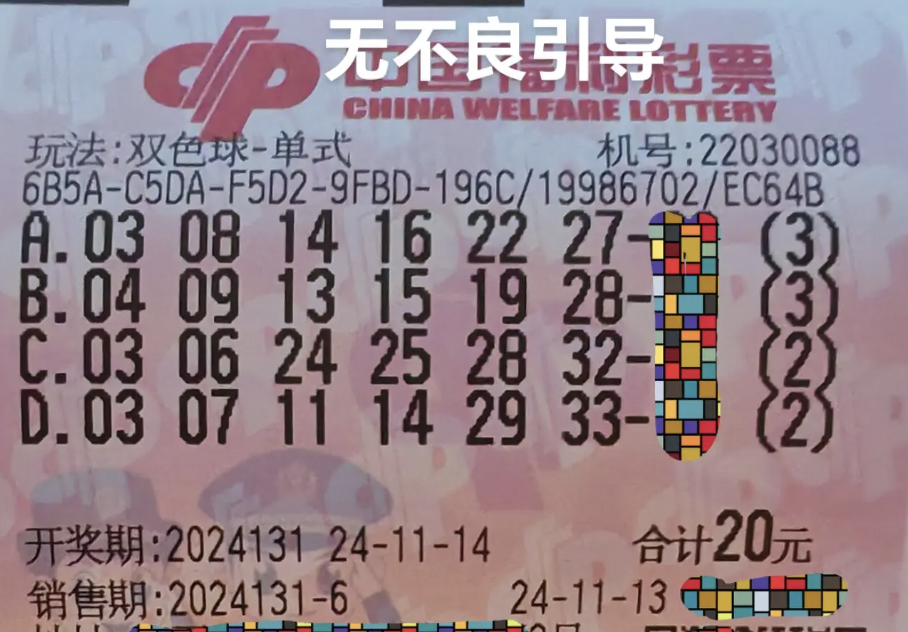 无不良引导
中国福利彩票
CHINA WELFARE LOTTERY
玩法:双色球-单式 机号:22030088
6B5A-C5DA-F5D2-9FBD-196C/19986702/EC64B
A.03 08 14 16 22 27- (3)
B.04 09 13 15 19 28- (3)
C.03 06 24 25 28 32- (2)
D.03 07 11 14 29 33- (2)
开奖期:2024131 24-11-14 合计20元
销售期:2024131-6 24-11-13